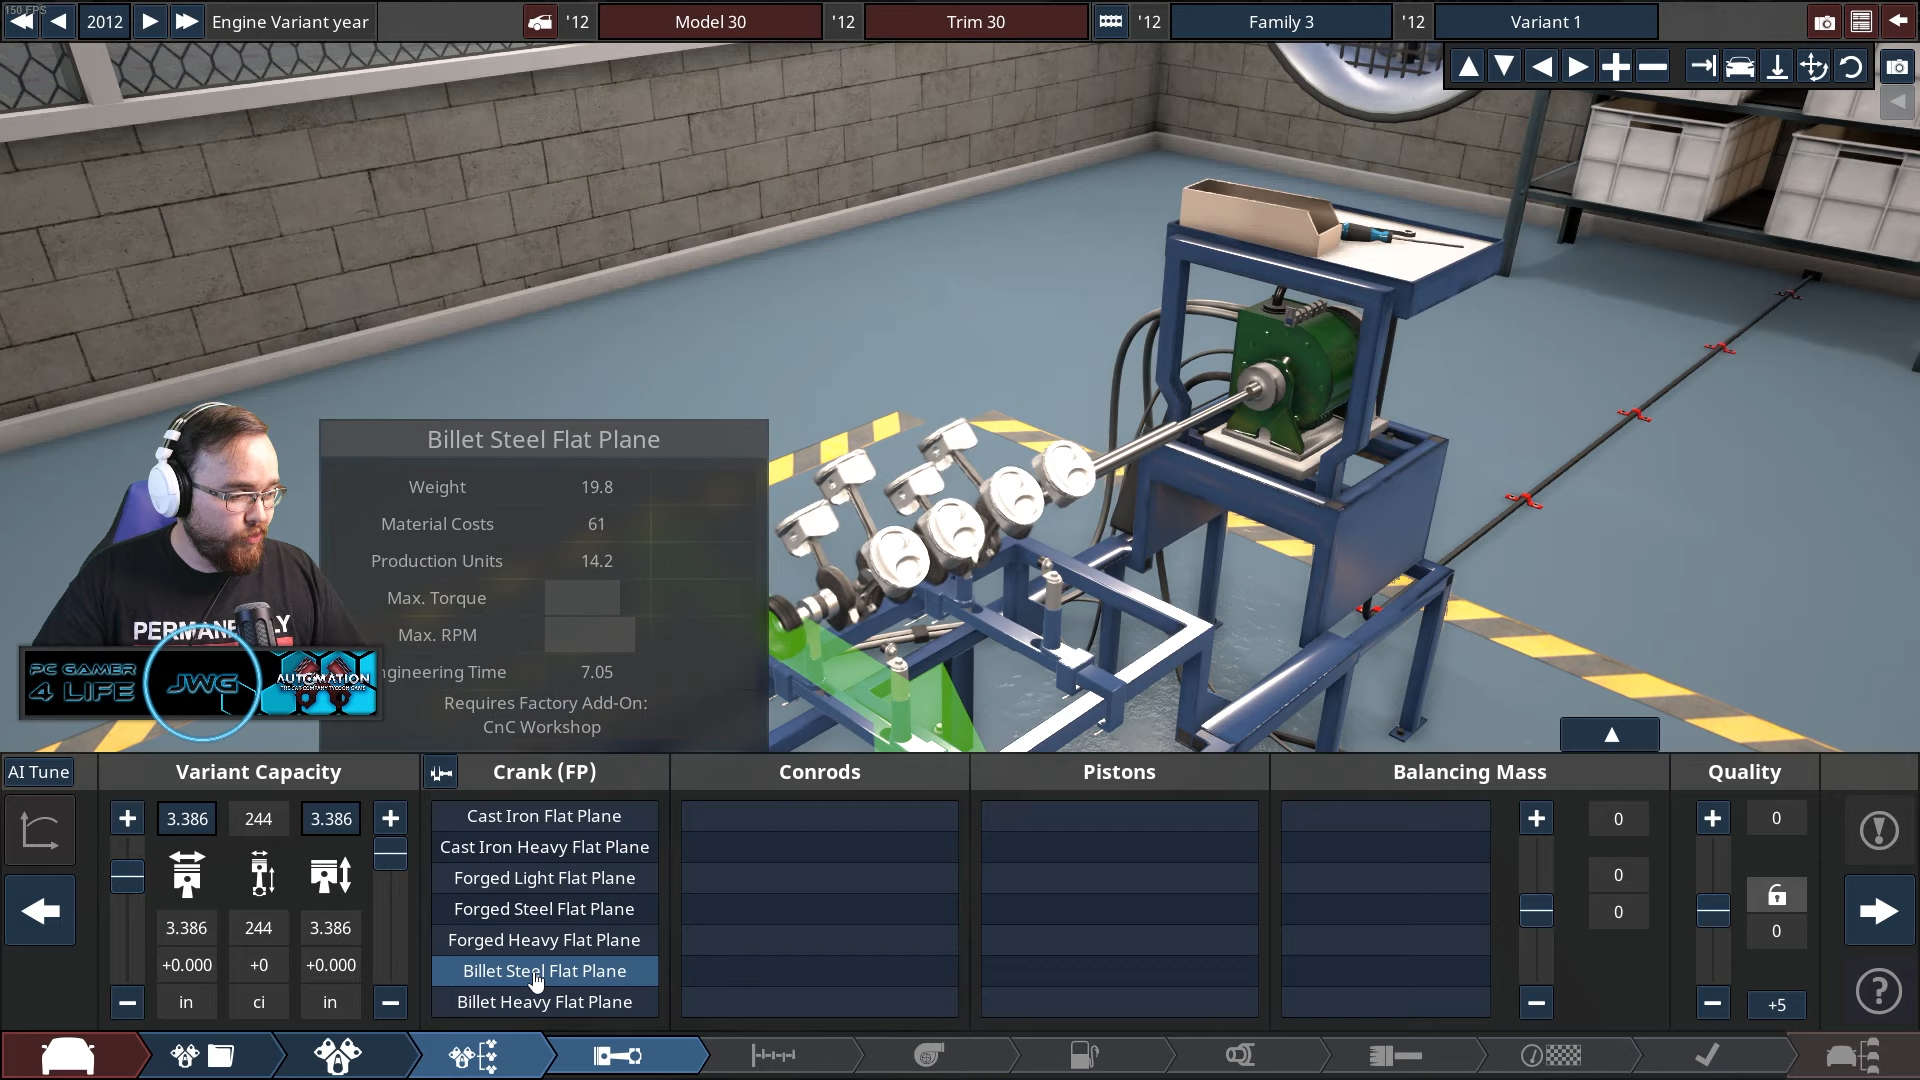 150 FPS
2012
Engine Variant year
'12
Model 30
'12
Trim 30
'12
Family 3
'12
Variant 1
Billet Steel Flat Plane
Weight
19.8
Material Costs
61
Production Units
14.2
Max. Torque
Max. RPM
ngineering Time
7.05
Requires Factory Add-On:
CnC Workshop
PC GAMER
4 LIFE
JWG
AUTOMATION
THE CAR COMPANY TYCOON GAME
AI Tune
Variant Capacity
3.386
244
3.386
3.386
244
3.386
+0.000
+0
+0.000
in
ci
in
Crank (FP)
Cast Iron Flat Plane
Cast Iron Heavy Flat Plane
Forged Light Flat Plane
Forged Steel Flat Plane
Forged Heavy Flat Plane
Billet Steel Flat Plane
Billet Heavy Flat Plane
Conrods
Pistons
Balancing Mass
0
0
0
Quality
0
0
+5